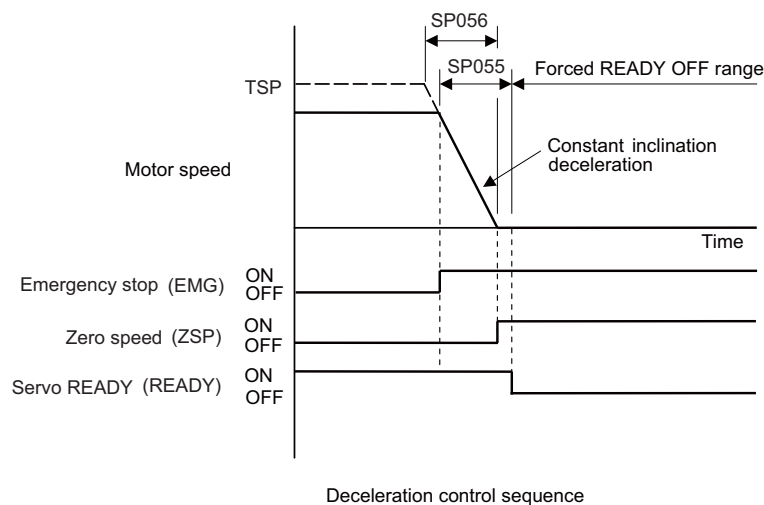 SP056
SP055
Forced READY OFF range
TSP
Constant inclination
deceleration
Motor speed
Time
Emergency stop (EMG)
ON
OFF
Zero speed (ZSP)
ON
OFF
Servo READY (READY)
ON
OFF
Deceleration control sequence